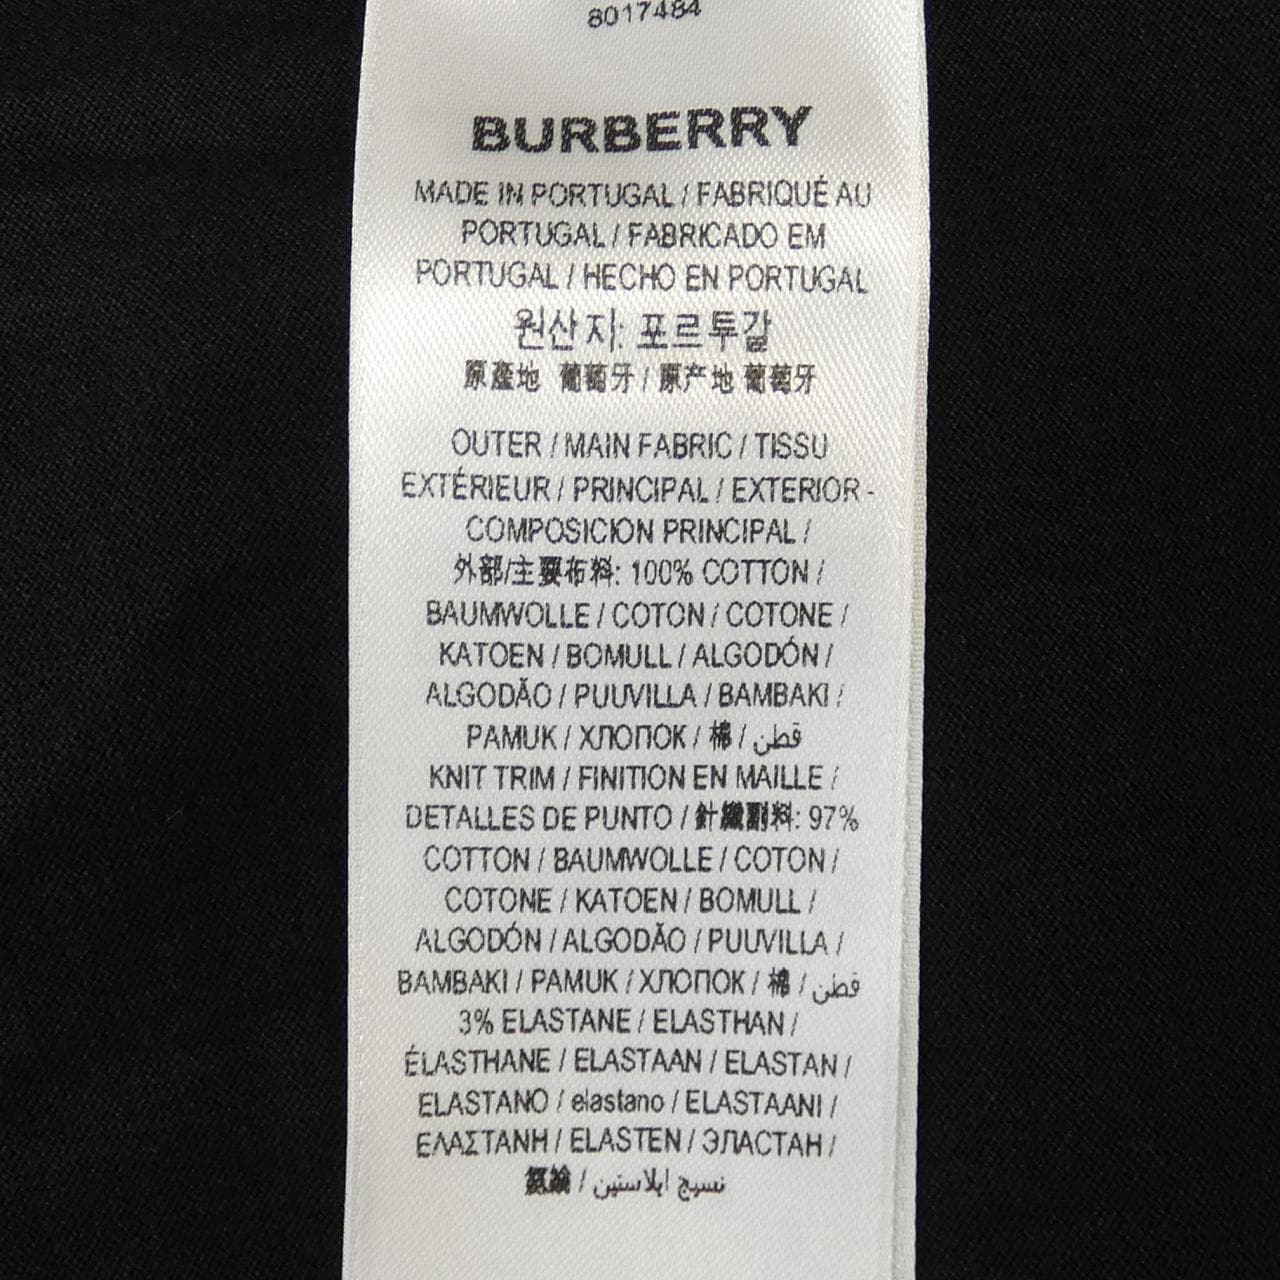 8017484
BURBERRY
MADE IN PORTUGAL / FABRIQUÉ AU
PORTUGAL / FABRICADO EM
PORTUGAL / HECHO EN PORTUGAL
원산지: 포르투갈
原產地 葡萄牙 / 原产地 葡萄牙
OUTER / MAIN FABRIC / TISSU
EXTÉRIEUR / PRINCIPAL / EXTERIOR -
COMPOSICION PRINCIPAL /
外部/主要布料: 100% COTTON /
BAUMWOLLE / COTON / COTONE /
KATOEN / BOMULL / ALGODÓN /
ALGODÃO / PUUVILLA / BAMBAKI /
PAMUK / ХЛОПОК / 棉 / قطن
KNIT TRIM / FINITION EN MAILLE /
DETALLES DE PUNTO / 針織副料: 97%
COTTON / BAUMWOLLE / COTON /
COTONE / KATOEN / BOMULL /
ALGODÓN / ALGODÃO / PUUVILLA /
BAMBAKI / PAMUK / ХЛОПОК / 棉 / قطن
3% ELASTANE / ELASTHAN /
ÉLASTHANE / ELASTAAN / ELASTAN /
ELASTANO / elastano / ELASTAANI /
ΕΛΑΣΤΑΝΗ / ELASTEN / ЭЛАСТАН /
氨綸 / نسيج ايلاستين